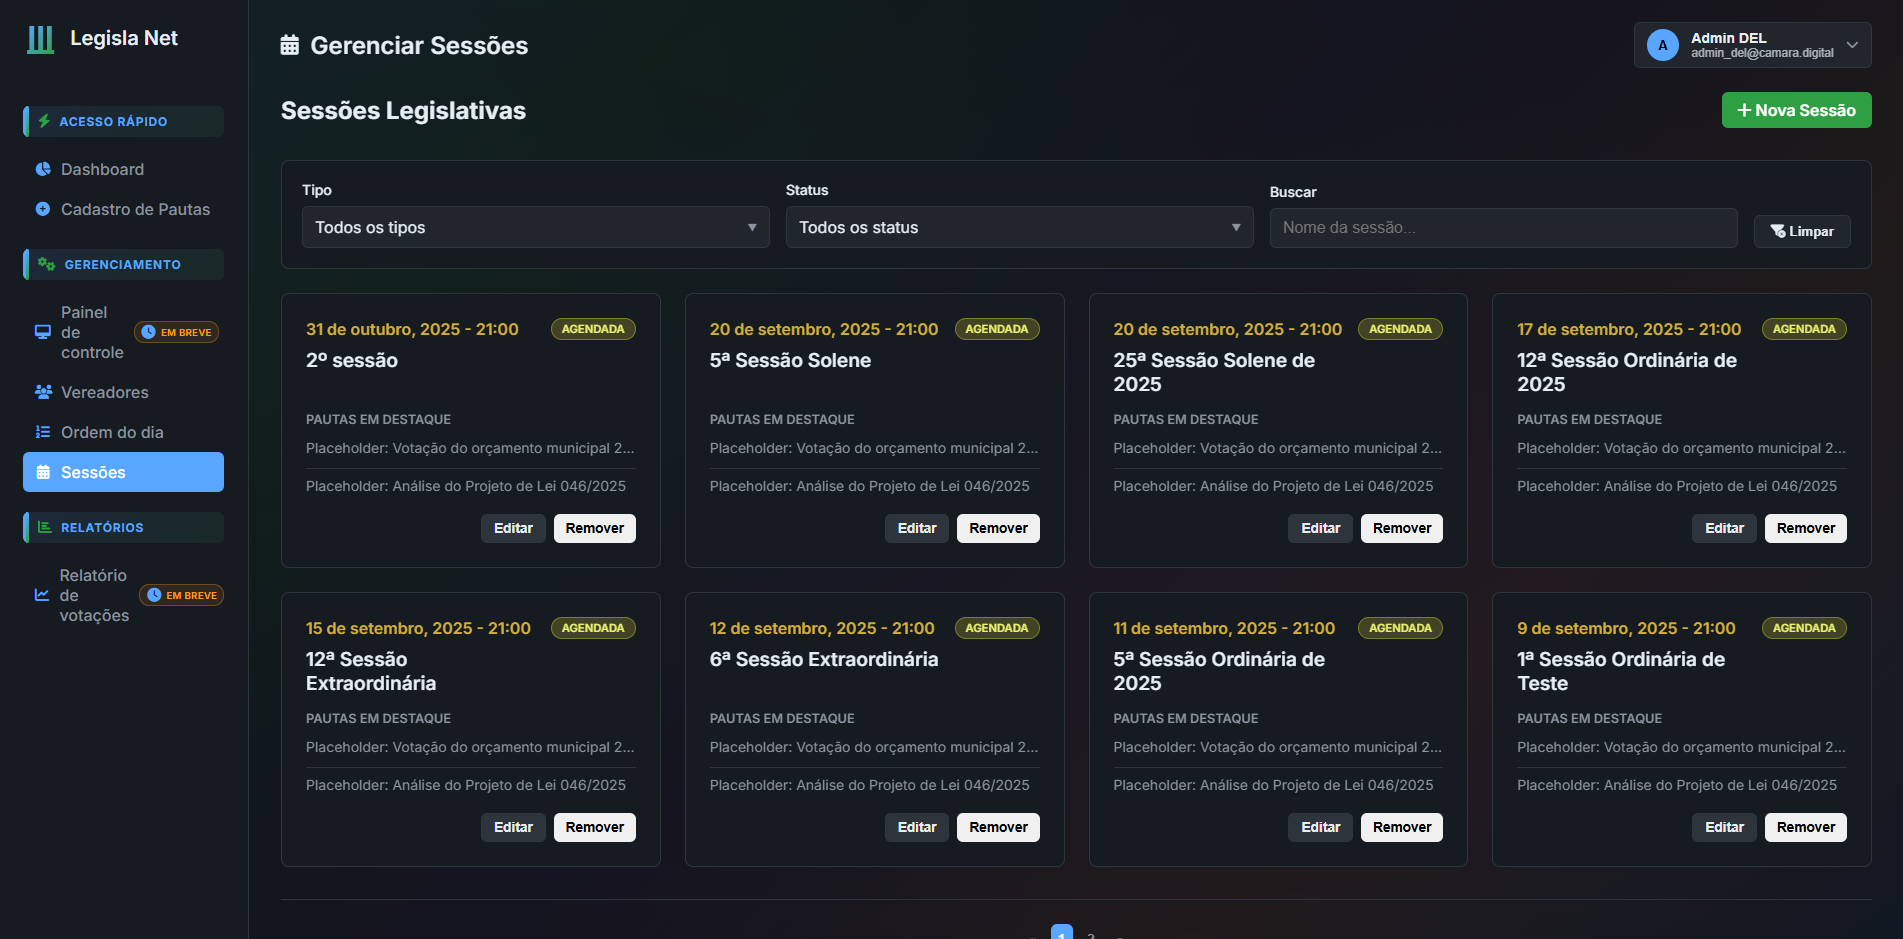 Legisla Net
ACESSO RÁPIDO
Dashboard
Cadastro de Pautas
GERENCIAMENTO
Painel
de
controle
EM BREVE
Vereadores
Ordem do dia
Sessões
RELATÓRIOS
Relatório
de
votações
EM BREVE
Gerenciar Sessões
A
Admin DEL
admin_del@camara.digital
Sessões Legislativas
Nova Sessão
Tipo
Todos os tipos
Status
Todos os status
Buscar
Nome da sessão...
Limpar
31 de outubro, 2025 - 21:00
AGENDADA
2º sessão
PAUTAS EM DESTAQUE
Placeholder: Votação do orçamento municipal 2...
Placeholder: Análise do Projeto de Lei 046/2025
Editar
Remover
20 de setembro, 2025 - 21:00
AGENDADA
5ª Sessão Solene
PAUTAS EM DESTAQUE
Placeholder: Votação do orçamento municipal 2...
Placeholder: Análise do Projeto de Lei 046/2025
Editar
Remover
20 de setembro, 2025 - 21:00
AGENDADA
25ª Sessão Solene de
2025
PAUTAS EM DESTAQUE
Placeholder: Votação do orçamento municipal 2...
Placeholder: Análise do Projeto de Lei 046/2025
Editar
Remover
17 de setembro, 2025 - 21:00
AGENDADA
12ª Sessão Ordinária de
2025
PAUTAS EM DESTAQUE
Placeholder: Votação do orçamento municipal 2...
Placeholder: Análise do Projeto de Lei 046/2025
Editar
Remover
15 de setembro, 2025 - 21:00
AGENDADA
12ª Sessão
Extraordinária
PAUTAS EM DESTAQUE
Placeholder: Votação do orçamento municipal 2...
Placeholder: Análise do Projeto de Lei 046/2025
Editar
Remover
12 de setembro, 2025 - 21:00
AGENDADA
6ª Sessão Extraordinária
PAUTAS EM DESTAQUE
Placeholder: Votação do orçamento municipal 2...
Placeholder: Análise do Projeto de Lei 046/2025
Editar
Remover
11 de setembro, 2025 - 21:00
AGENDADA
5ª Sessão Ordinária de
2025
PAUTAS EM DESTAQUE
Placeholder: Votação do orçamento municipal 2...
Placeholder: Análise do Projeto de Lei 046/2025
Editar
Remover
9 de setembro, 2025 - 21:00
AGENDADA
1ª Sessão Ordinária de
Teste
PAUTAS EM DESTAQUE
Placeholder: Votação do orçamento municipal 2...
Placeholder: Análise do Projeto de Lei 046/2025
Editar
Remover
1
2